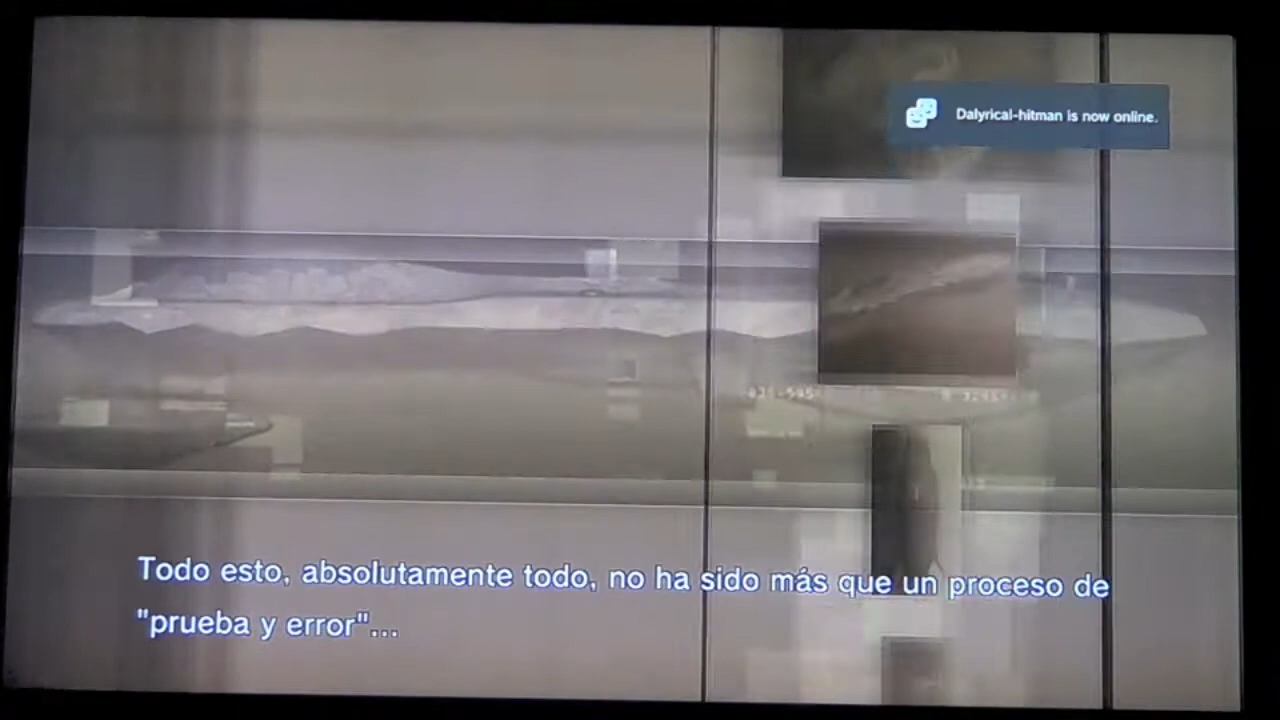 Dalyrical-hitman is now online.
Todo esto, absolutamente todo, no ha sido más que un proceso de
"prueba y error"...